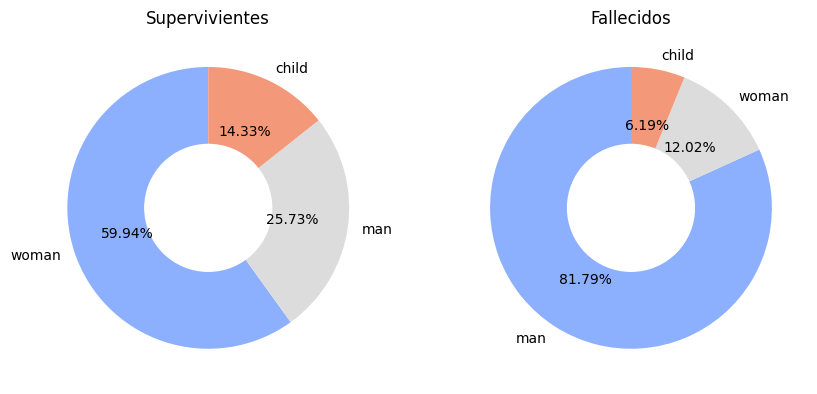 Supervivientes
child
14.33%
man
25.73%
woman
59.94%
Fallecidos
child
6.19%
woman
12.02%
man
81.79%